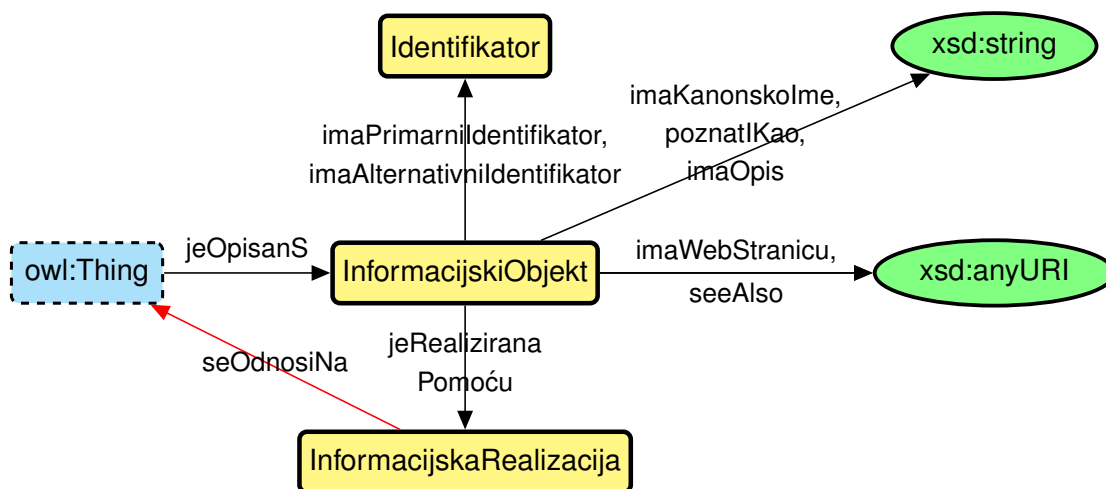 Identifikator
xsd:string
imaKanonskoIme,
poznatIKao,
imaOpis
imaPrimarniIdentifikator,
imaAlternativniIdentifikator
owl:Thing
jeOpisanS
InformacijskiObjekt
imaWebStranicu,
seeAlso
xsd:anyURI
seOdnosiNa
jeRealizirana
Pomoću
InformacijskaRealizacija